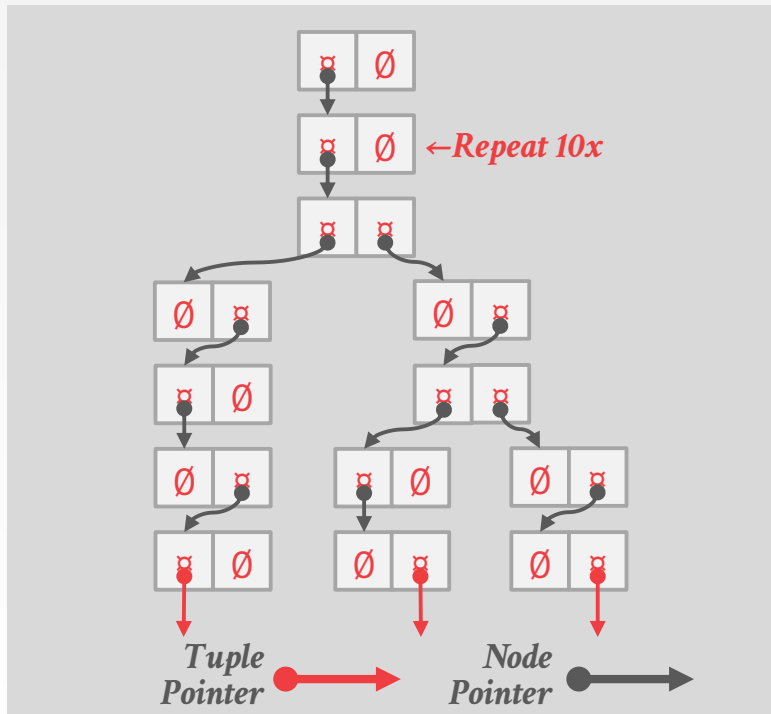 ¤ Ø
¤ Ø ←Repeat 10x
¤ ¤
Ø ¤ Ø ¤
¤ Ø ¤ ¤
Ø ¤ ¤ Ø Ø ¤
¤ Ø Ø ¤ Ø ¤
Tuple
Pointer
Node
Pointer